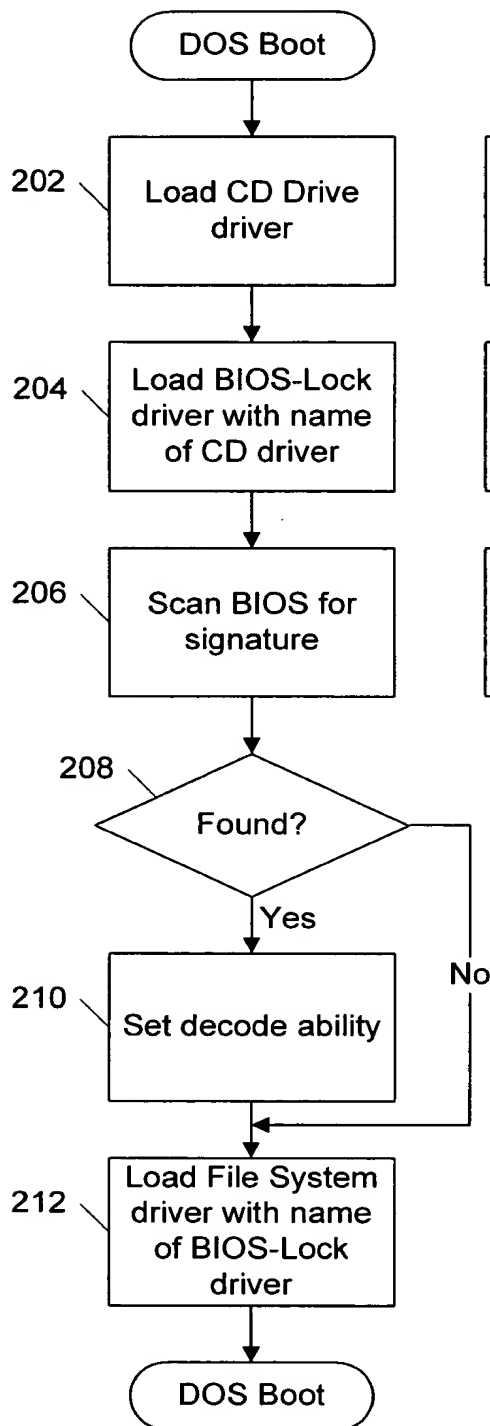 DOS Boot
202
Load CD Drive
driver
204
Load BIOS-Lock
driver with name
of CD driver
206
Scan BIOS for
signature
208
Found?
Yes
No
210
Set decode ability
212
Load File System
driver with name
of BIOS-Lock
driver
DOS Boot